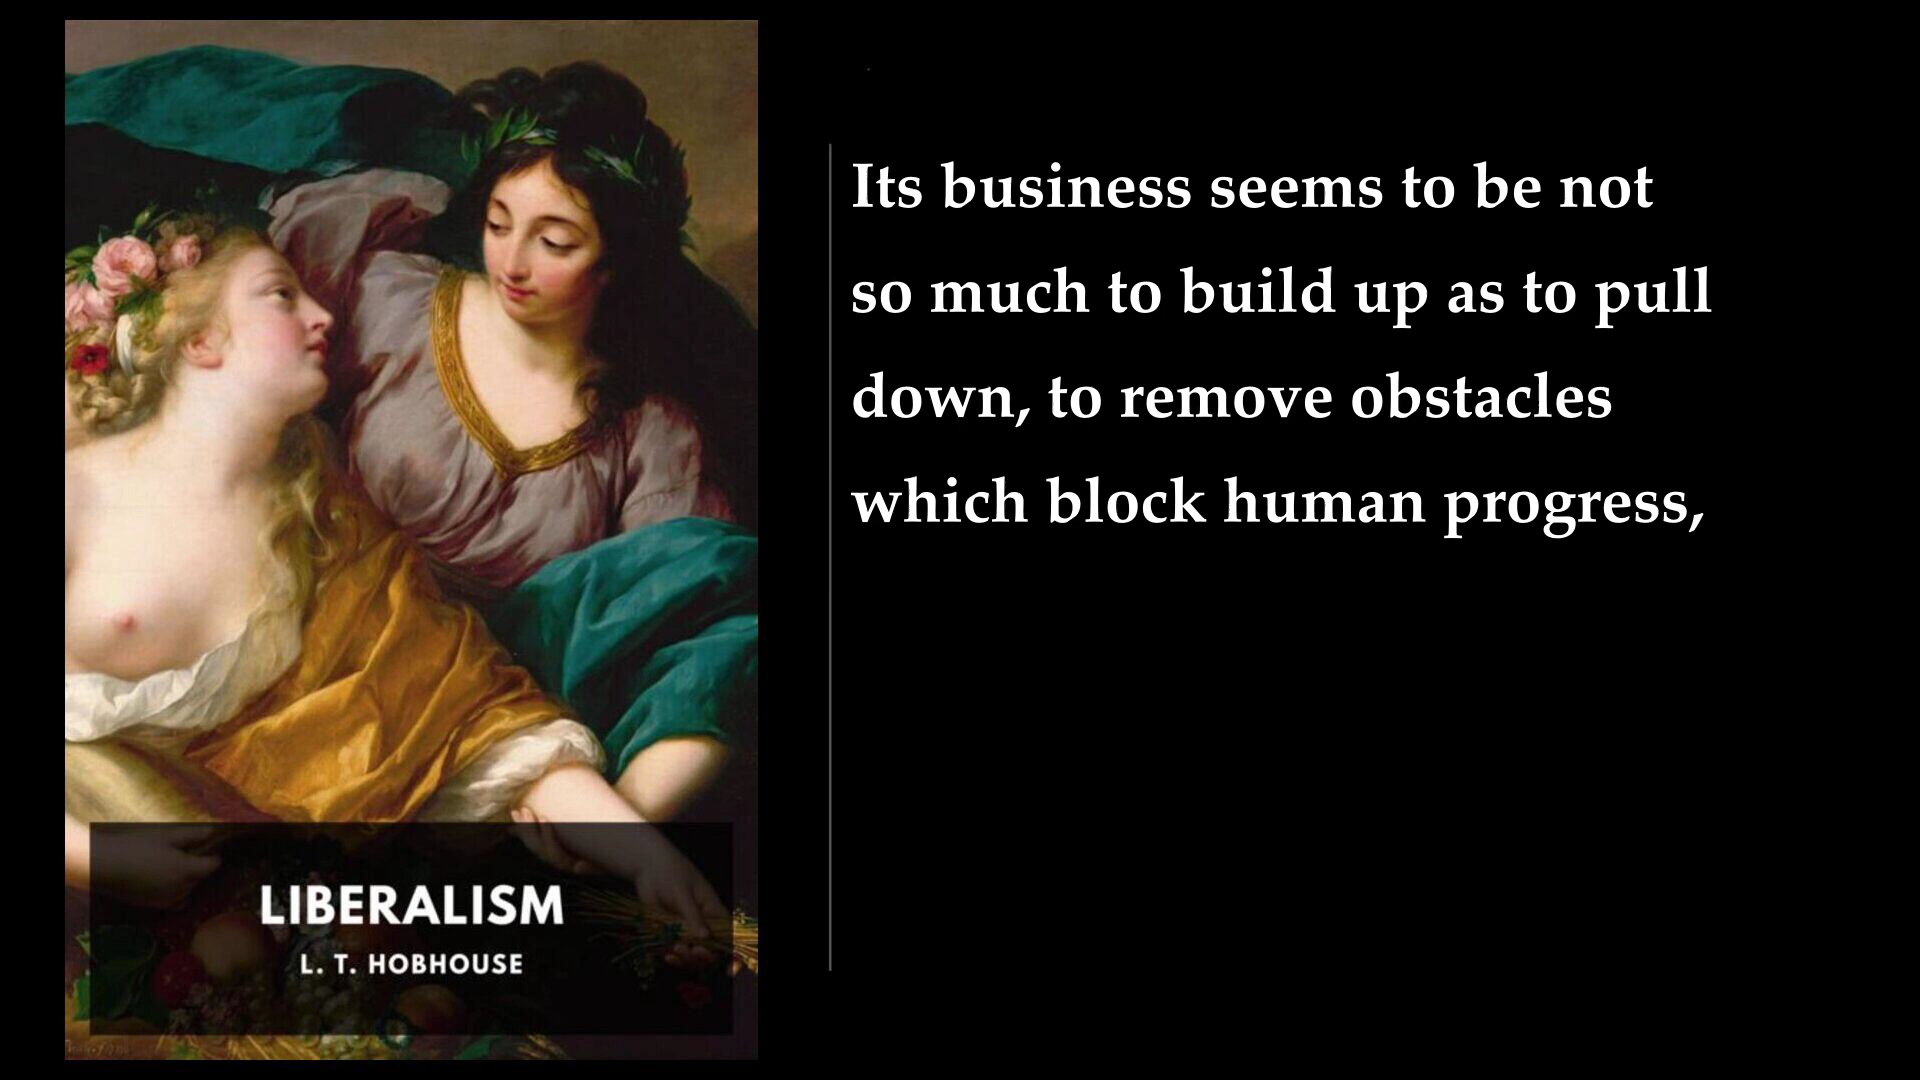 Its business seems to be not
so much to build up as to pull
down, to remove obstacles
which block human progress,
LIBERALISM
L. T. HOBHOUSE